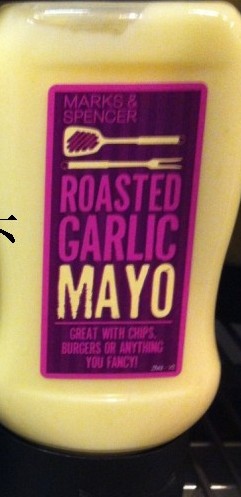 MARKS &
SPENCER
ROASTED
GARLIC
MAYO
GREAT WITH CHIPS,
BURGERS OR ANYTHING
YOU FANCY!